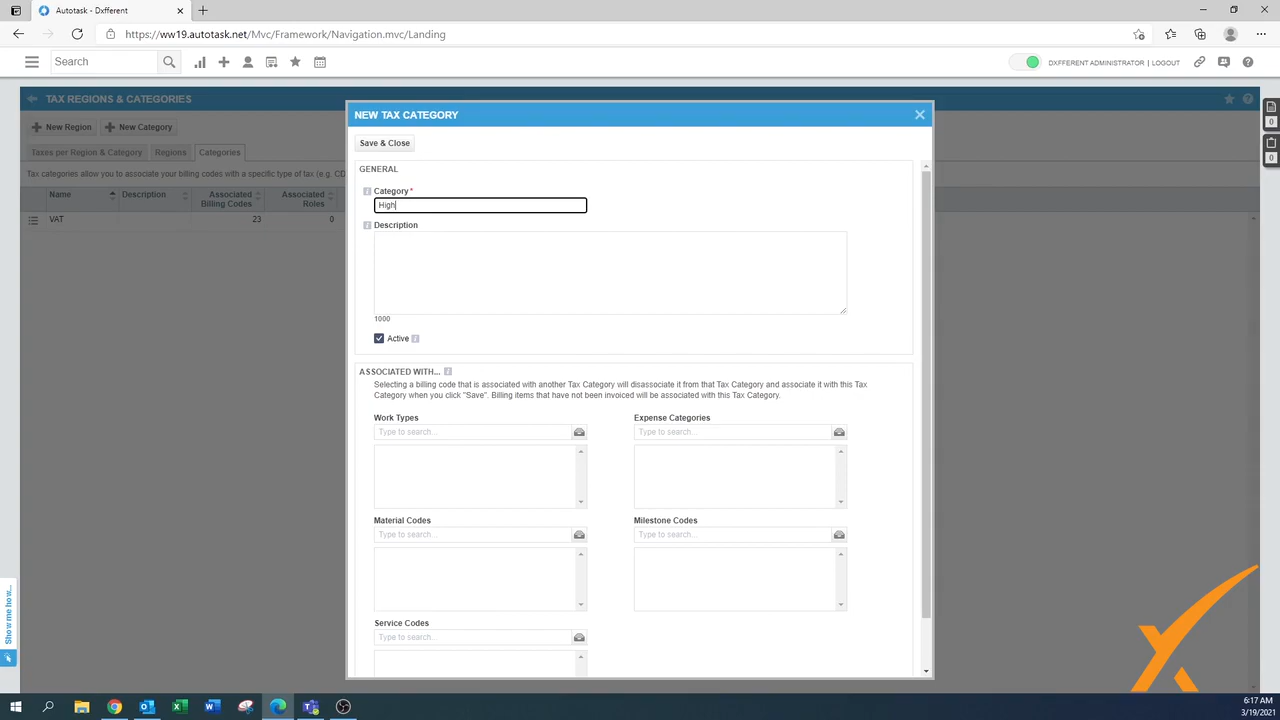 Autotask - Dxfferent
https://ww19.autotask.net/Mvc/Framework/Navigation.mvc/Landing
Search
DXFFERENT ADMINISTRATOR | LOGOUT
TAX REGIONS & CATEGORIES
New Region
New Category
Taxes per Region & Category
Regions
Categories
Tax categories allow you to associate your billing codes with a specific type of tax (e.g. CD
Name
Description
Associated Billing Codes
Associated Roles
VAT
23
0
NEW TAX CATEGORY
Save & Close
GENERAL
Category*
High
Description
1000
Active
ASSOCIATED WITH...
Selecting a billing code that is associated with another Tax Category will disassociate it from that Tax Category and associate it with this Tax
Category when you click "Save". Billing items that have not been invoiced will be associated with this Tax Category.
Work Types
Expense Categories
Type to search...
Type to search...
Material Codes
Milestone Codes
Type to search...
Type to search...
Service Codes
Type to search...
0
0
Show me how...
6:17 AM
3/19/2021